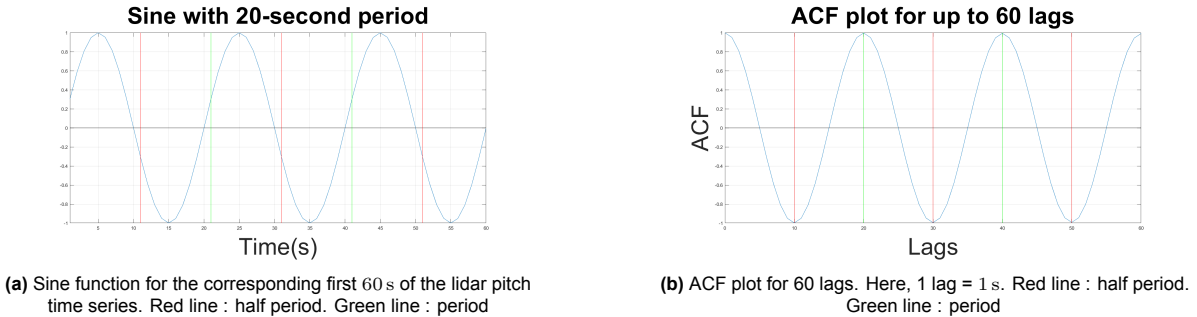 Sine with 20-second period
1
0.8
0.6
0.4
0.2
0
-0.2
-0.4
-0.6
-0.8
-1
5 10 15 20 25 30 35 40 45 50 55 60
Time(s)
(a) Sine function for the corresponding first 60 s of the lidar pitch
time series. Red line : half period. Green line : period
ACF plot for up to 60 lags
ACF
1
0.8
0.6
0.4
0.2
0
-0.2
-0.4
-0.6
-0.8
-1
0 10 20 30 40 50 60
Lags
(b) ACF plot for 60 lags. Here, 1 lag = 1 s. Red line : half period.
Green line : period